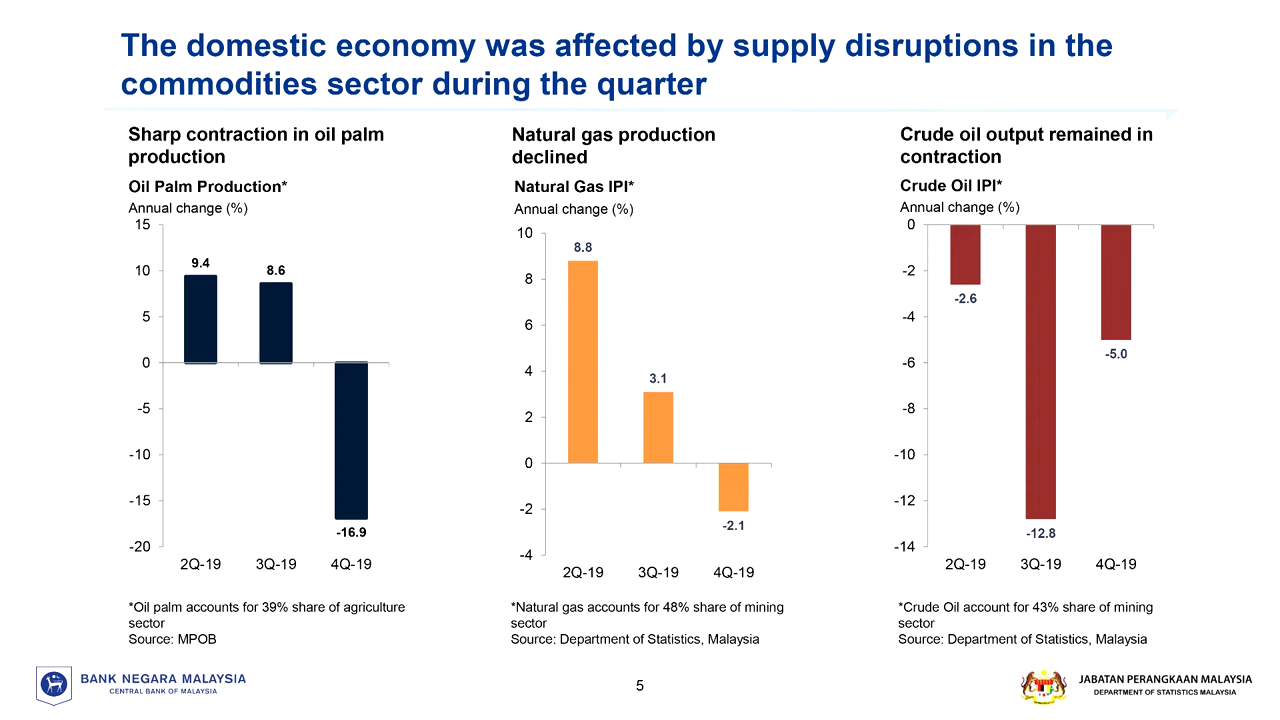 The domestic economy was affected by supply disruptions in the
commodities sector during the quarter
Sharp contraction in oil palm
production
Oil Palm Production*
Annual change (%)
15
10
5
0
-5
-10
-15
-20
9.4
8.6
-16.9
2Q-19 3Q-19 4Q-19
*Oil palm accounts for 39% share of agriculture
sector
Source: MPOB
Natural gas production
declined
Natural Gas IPI*
Annual change (%)
10
8
6
4
2
0
-2
-4
8.8
3.1
-2.1
2Q-19 3Q-19 4Q-19
*Natural gas accounts for 48% share of mining
sector
Source: Department of Statistics, Malaysia
Crude oil output remained in
contraction
Crude Oil IPI*
Annual change (%)
0
-2
-4
-6
-8
-10
-12
-14
-2.6
-12.8
-5.0
2Q-19 3Q-19 4Q-19
*Crude Oil account for 43% share of mining
sector
Source: Department of Statistics, Malaysia
BANK NEGARA MALAYSIA
CENTRAL BANK OF MALAYSIA
5
JABATAN PERANGKAAN MALAYSIA
DEPARTMENT OF STATISTICS MALAYSIA